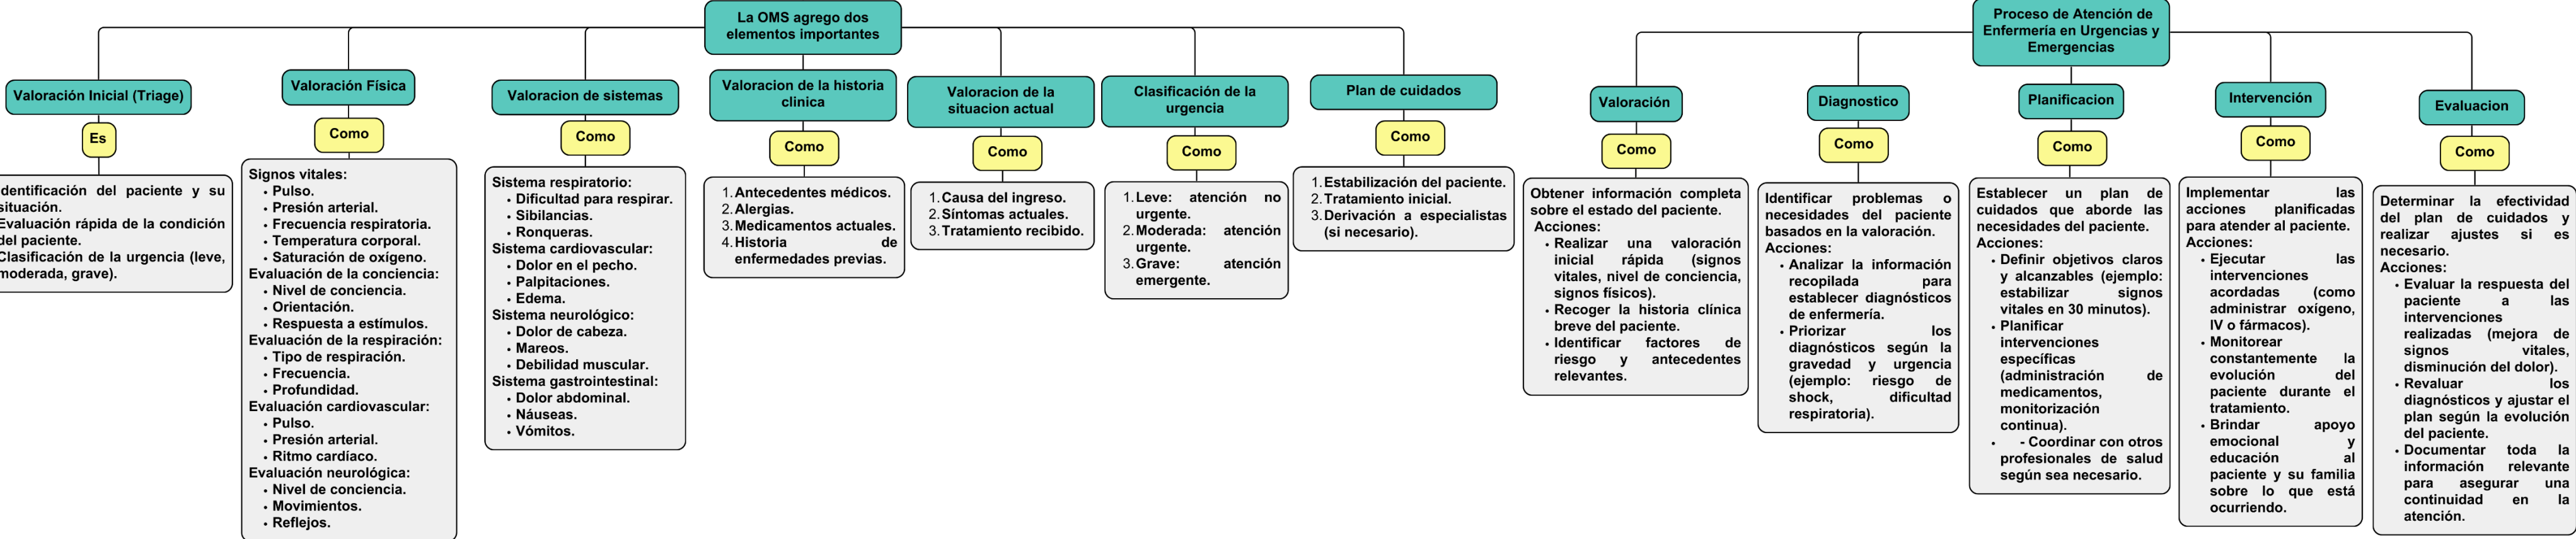 La OMS agrego dos
elementos importantes
Valoración Inicial (Triage)
Es
dentificación del paciente y su
situación.
Evaluación rápida de la condición
del paciente.
Clasificación de la urgencia (leve,
moderada, grave).
Valoración Física
Como
Signos vitales:
• Pulso.
• Presión arterial.
• Frecuencia respiratoria.
• Temperatura corporal.
• Saturación de oxígeno.
Evaluación de la conciencia:
• Nivel de conciencia.
• Orientación.
• Respuesta a estímulos.
Evaluación de la respiración:
• Tipo de respiración.
• Frecuencia.
• Profundidad.
Evaluación cardiovascular:
• Pulso.
• Presión arterial.
• Ritmo cardíaco.
Evaluación neurológica:
• Nivel de conciencia.
• Movimientos.
• Reflejos.
Valoracion de sistemas
Como
Sistema respiratorio:
• Dificultad para respirar.
• Sibilancias.
• Ronqueras.
Sistema cardiovascular:
• Dolor en el pecho.
• Palpitaciones.
• Edema.
Sistema neurológico:
• Dolor de cabeza.
• Mareos.
• Debilidad muscular.
Sistema gastrointestinal:
• Dolor abdominal.
• Náuseas.
• Vómitos.
Valoracion de la historia
clinica
Como
1. Antecedentes médicos.
2. Alergias.
3. Medicamentos actuales.
4. Historia de
enfermedades previas.
Valoracion de la
situacion actual
Como
1. Causa del ingreso.
2. Síntomas actuales.
3. Tratamiento recibido.
Clasificación de la
urgencia
Como
1. Leve: atención no
urgente.
2. Moderada: atención
urgente.
3. Grave: atención
emergente.
Plan de cuidados
Como
1. Estabilización del paciente.
2. Tratamiento inicial.
3. Derivación a especialistas
(si necesario).
Proceso de Atención de
Enfermería en Urgencias y
Emergencias
Valoración
Como
Obtener información completa
sobre el estado del paciente.
Acciones:
• Realizar una valoración
inicial rápida (signos
vitales, nivel de conciencia,
signos físicos).
• Recoger la historia clínica
breve del paciente.
• Identificar factores de
riesgo y antecedentes
relevantes.
Diagnostico
Como
Identificar problemas o
necesidades del paciente
basados en la valoración.
Acciones:
• Analizar la información
recopilada para
establecer diagnósticos
de enfermería.
• Priorizar los
diagnósticos según la
gravedad y urgencia
(ejemplo: riesgo de
shock, dificultad
respiratoria).
Planificacion
Como
Establecer un plan de
cuidados que aborde las
necesidades del paciente.
Acciones:
• Definir objetivos claros
y alcanzables (ejemplo:
estabilizar signos
vitales en 30 minutos).
• Planificar
intervenciones
específicas
(administración de
medicamentos,
monitorización
continua).
• - Coordinar con otros
profesionales de salud
según sea necesario.
Intervención
Como
Implementar las
acciones planificadas
para atender al paciente.
Acciones:
• Ejecutar las
intervenciones
acordadas (como
administrar oxígeno,
IV o fármacos).
• Monitorear
constantemente la
evolución del
paciente durante el
tratamiento.
• Brindar apoyo
emocional y
educación al
paciente y su familia
sobre lo que está
ocurriendo.
Evaluacion
Como
Determinar la efectividad
del plan de cuidados y
realizar ajustes si es
necesario.
Acciones:
• Evaluar la respuesta del
paciente a las
intervenciones
realizadas (mejora de
signos vitales,
disminución del dolor).
• Revaluar los
diagnósticos y ajustar el
plan según la evolución
del paciente.
• Documentar toda la
información relevante
para asegurar una
continuidad en la
atención.